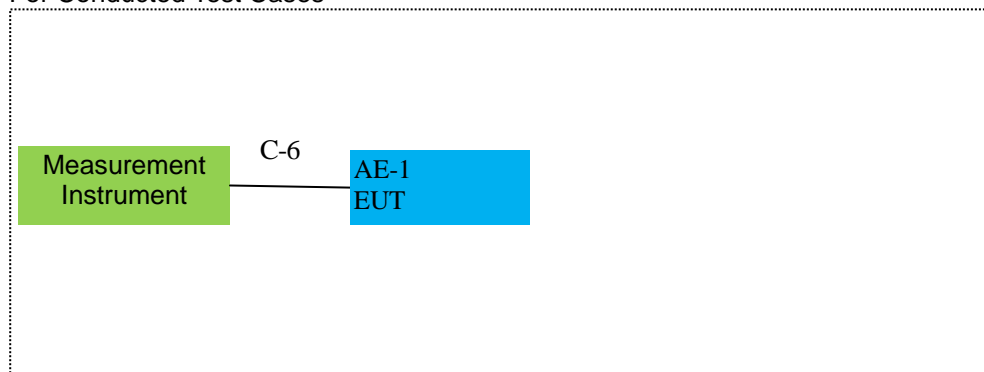 For Conducted Test Cases
Measurement
Instrument
C-6
AE-1
EUT